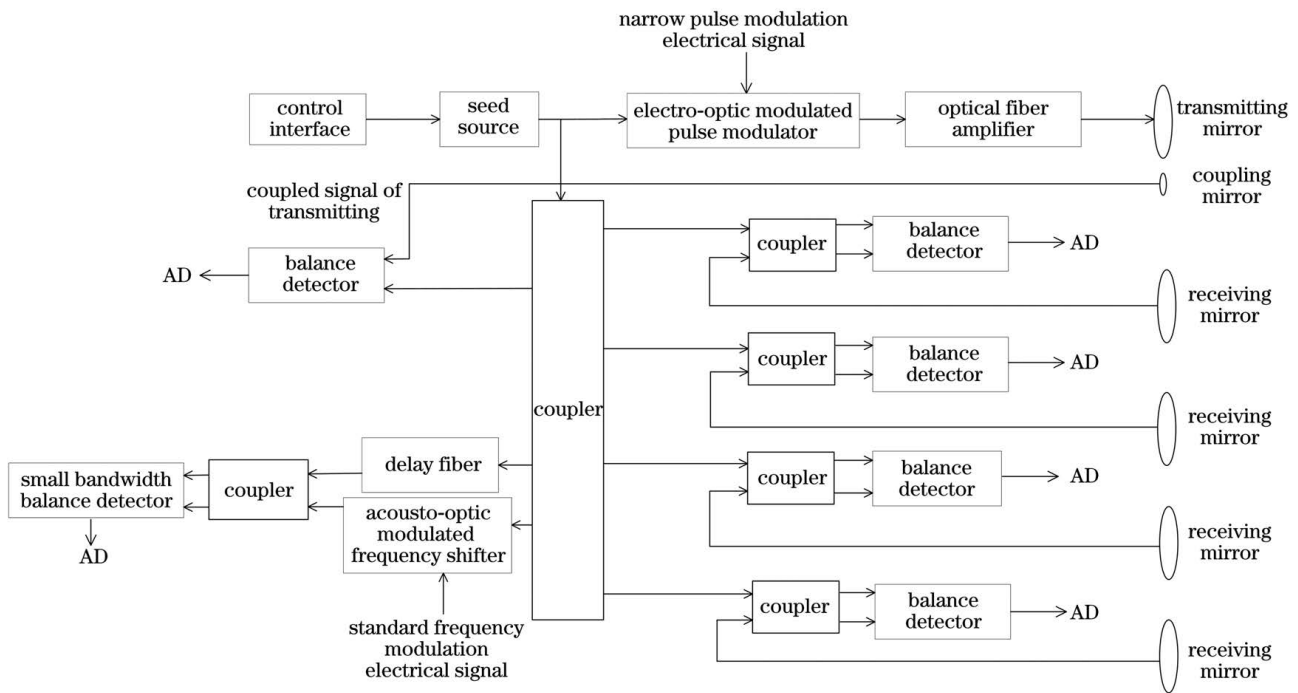 narrow pulse modulation
electrical signal
control
interface
seed
source
electro-optic modulated
pulse modulator
optical fiber
amplifier
transmitting
mirror
coupled signal of
transmitting
coupling
mirror
coupler
balance
detector
AD
AD
balance
detector
receiving
mirror
coupler
balance
detector
AD
coupler
receiving
mirror
delay fiber
coupler
balance
detector
AD
small bandwidth
balance detector
coupler
acousto-optic
modulated
frequency shifter
AD
receiving
mirror
coupler
balance
detector
AD
standard frequency
modulation
electrical signal
receiving
mirror